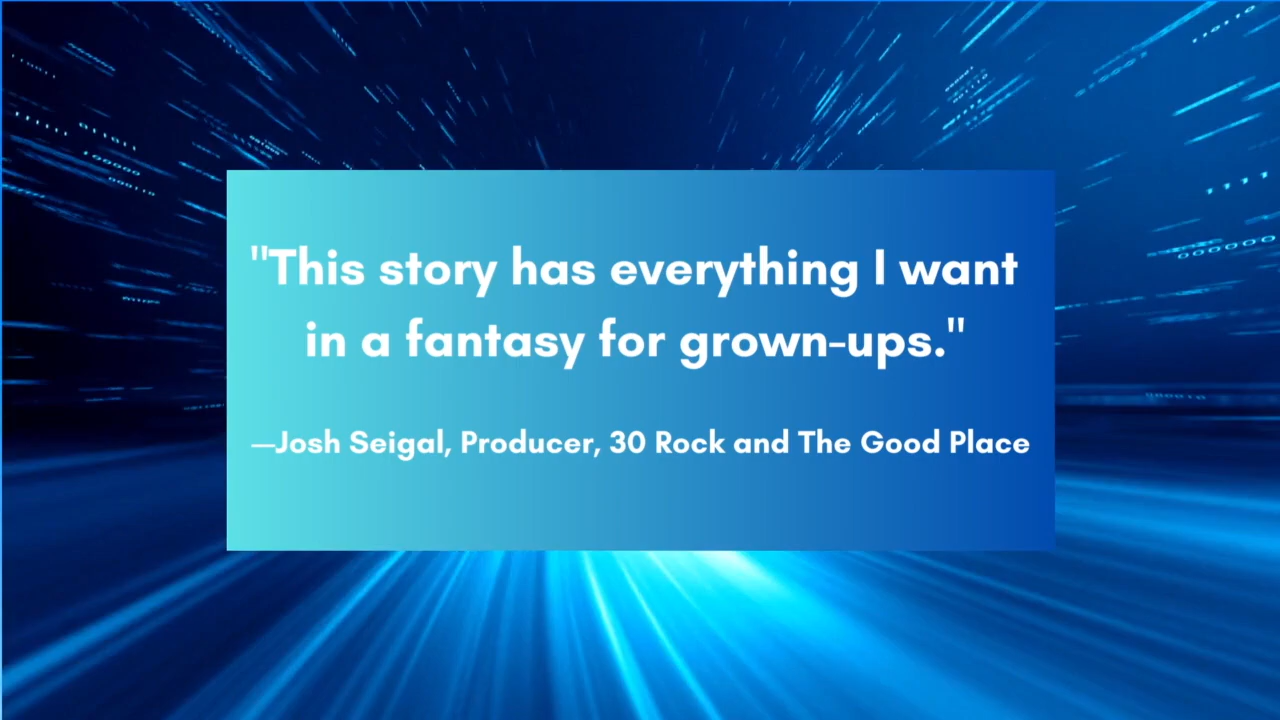 "This story has everything I want
in a fantasy for grown-ups."
—Josh Seigal, Producer, 30 Rock and The Good Place